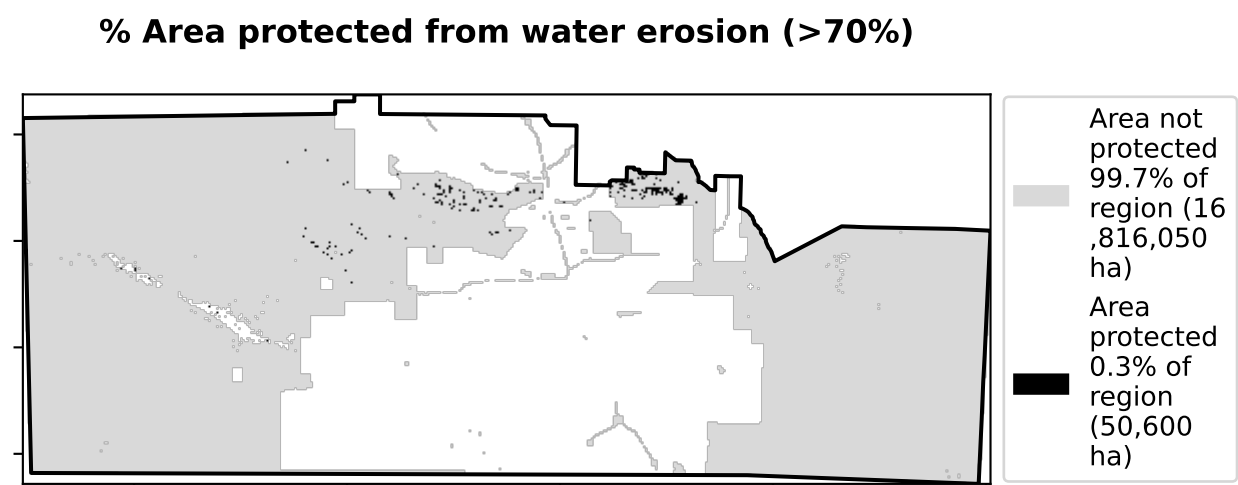 % Area protected from water erosion (>70%)
Area not
protected
99.7% of
region (16
,816,050
ha)
Area
protected
0.3% of
region
(50,600
ha)